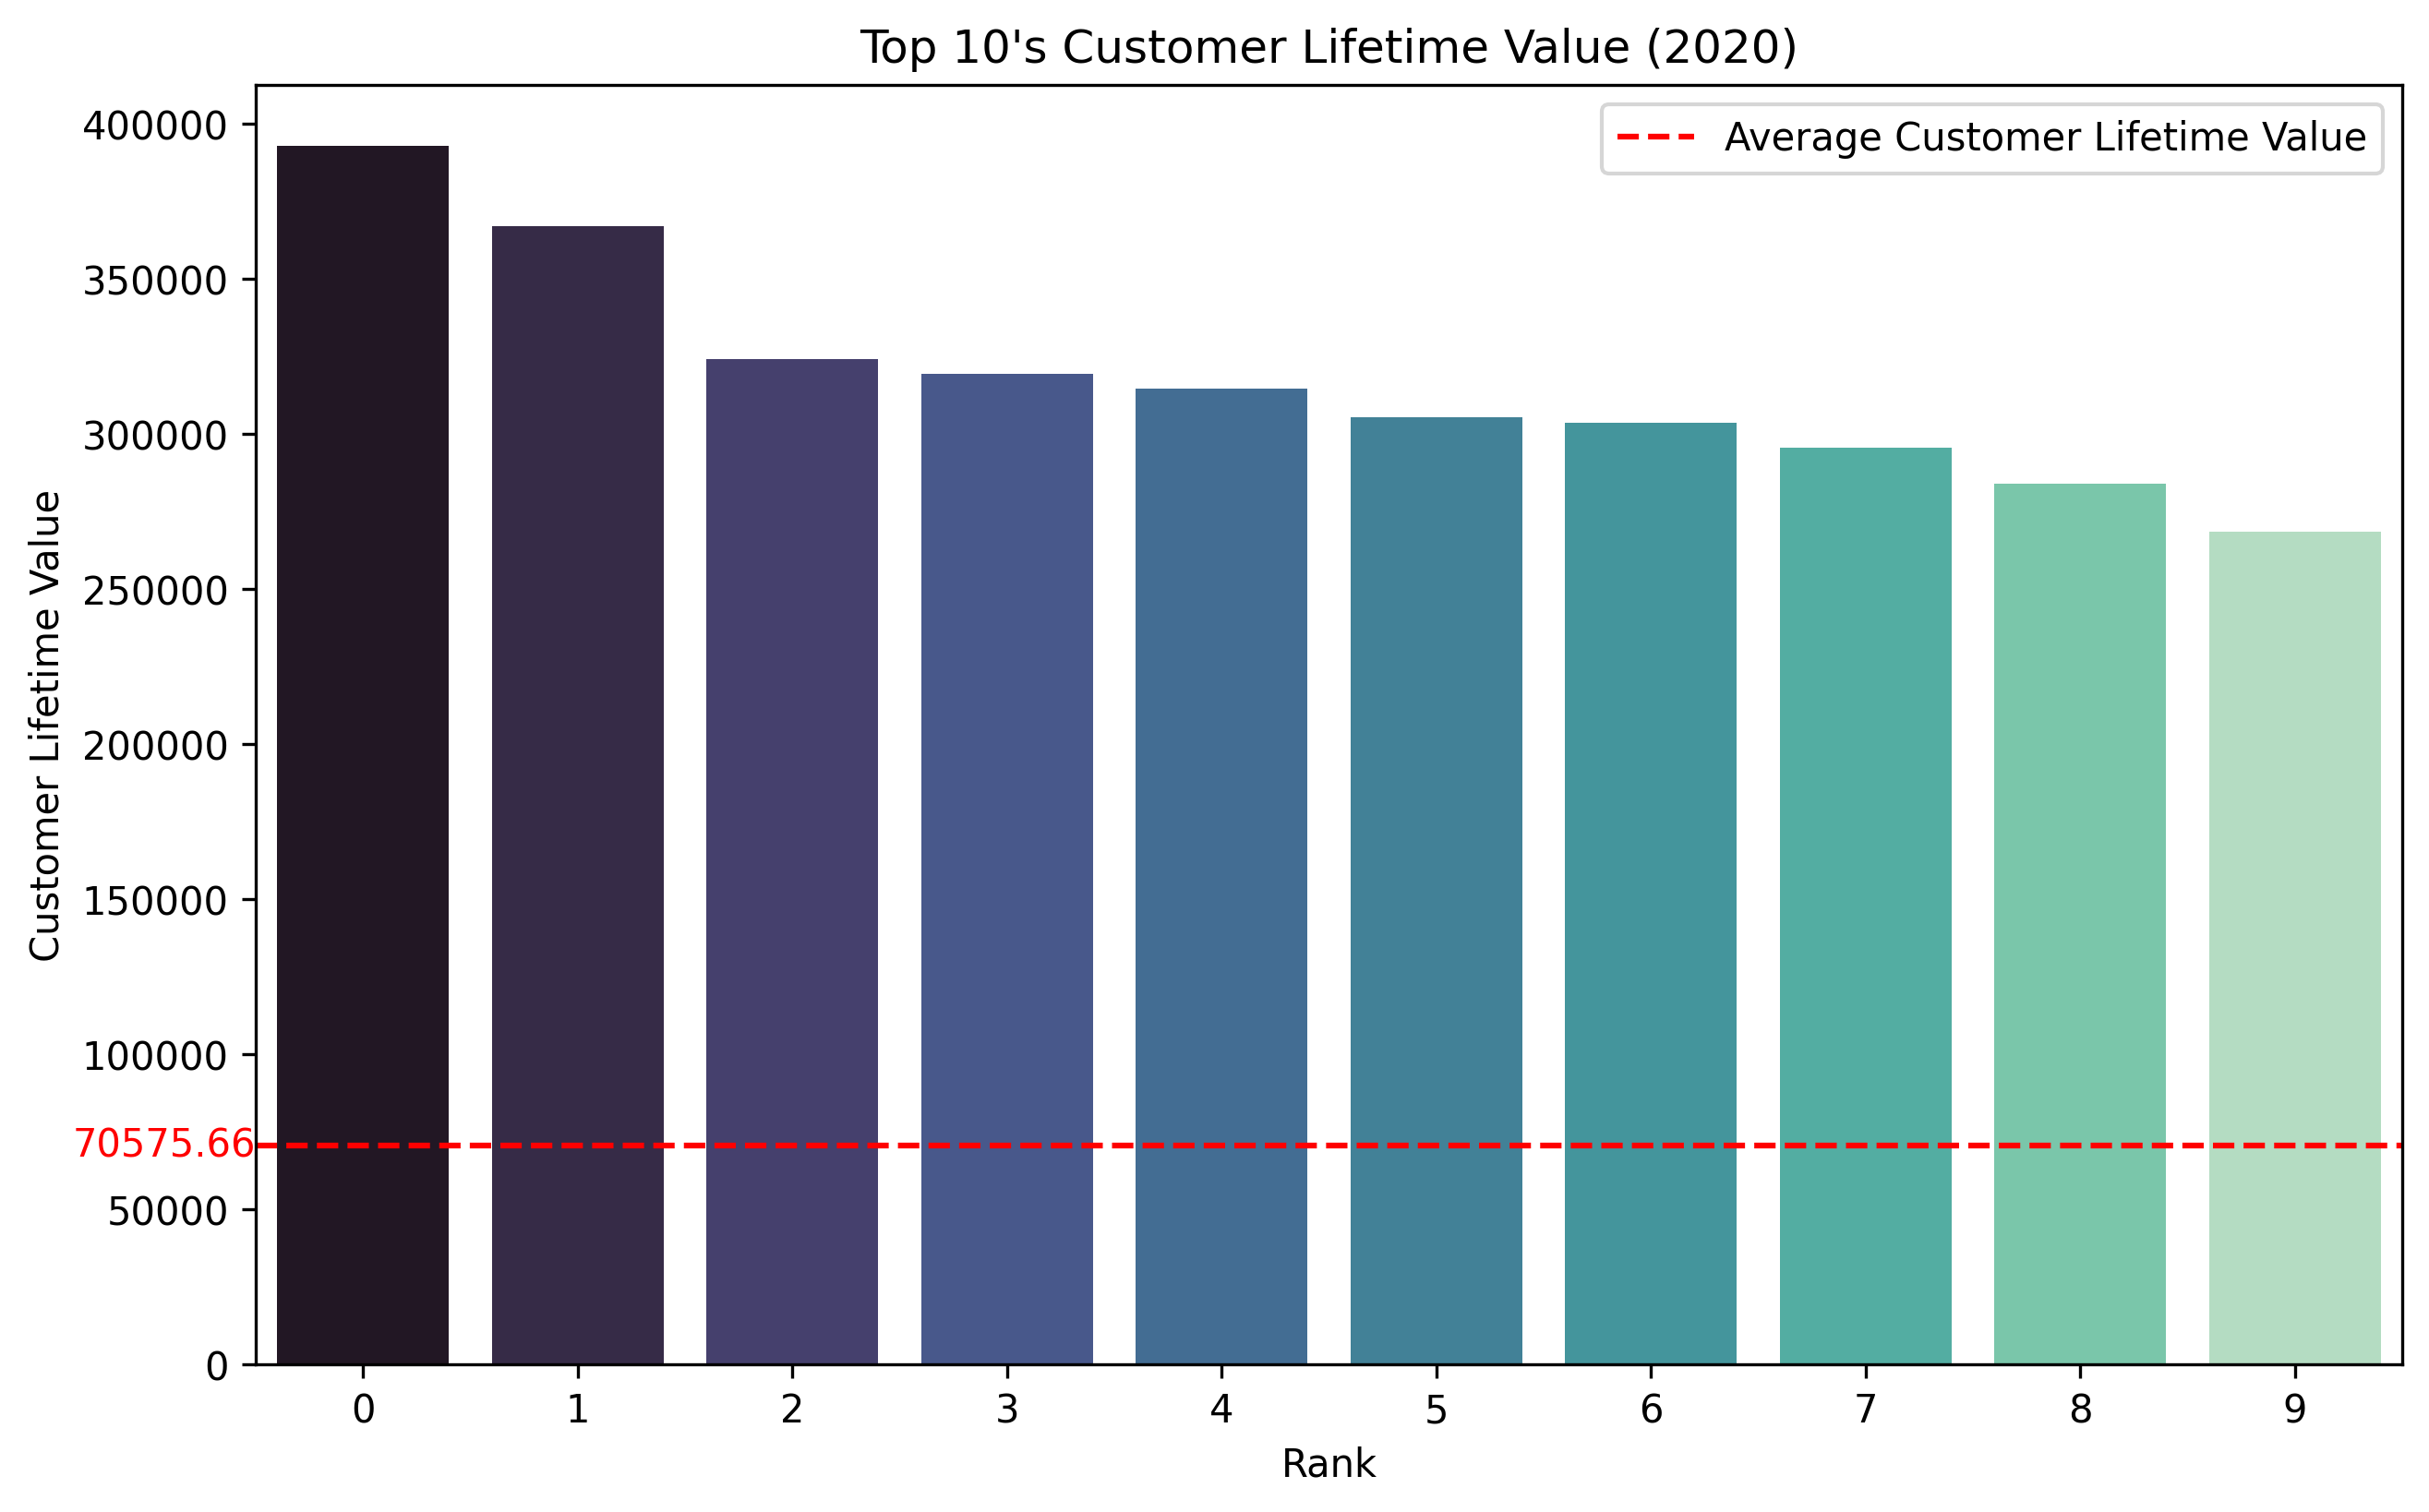 Top 10's Customer Lifetime Value (2020)
Average Customer Lifetime Value
Customer Lifetime Value
400000
350000
300000
250000
200000
150000
100000
70575.66
50000
0
0 1 2 3 4 5 6 7 8 9
Rank